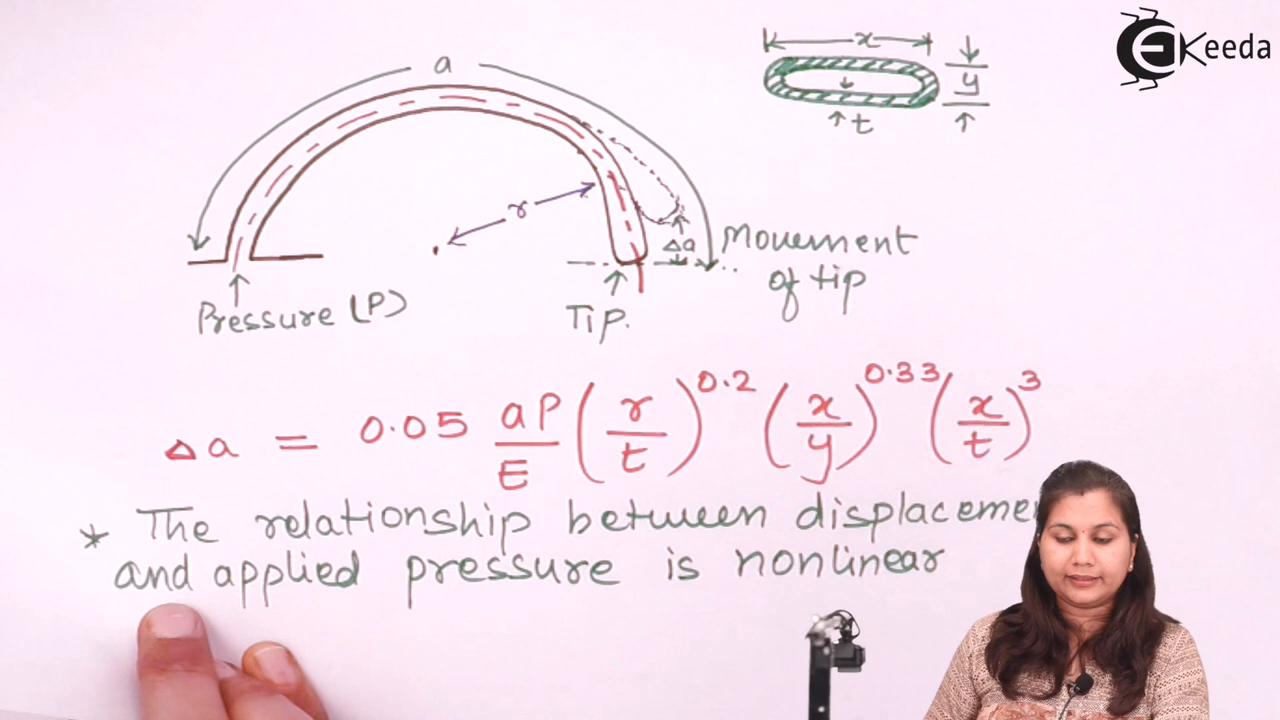 EKeeda
x
y
t
a
r
Δa
Movement
of tip
Pressure (P)
Tip.
Δa = 0.05 aP/E (r/t)^0.2 (x/y)^0.33 (x/t)^3
* The relationship between
and applied pressure is nonlinear